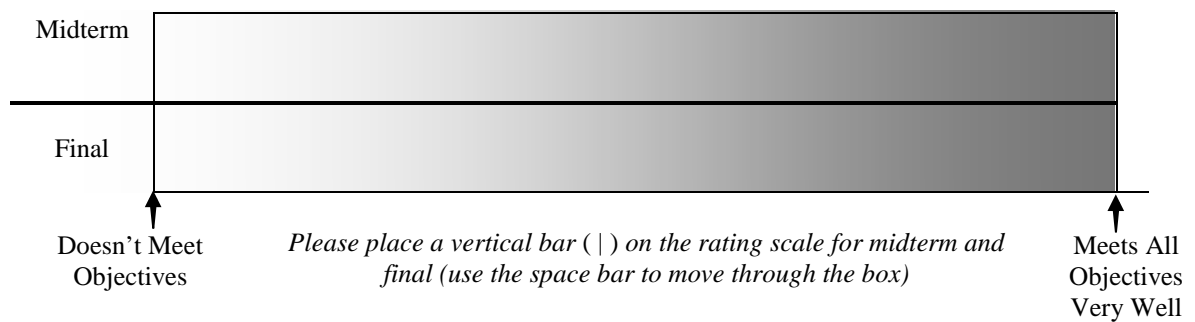 Midterm
Final
Doesn't Meet
Objectives
Please place a vertical bar ( | ) on the rating scale for midterm and
final (use the space bar to move through the box)
Meets All
Objectives
Very Well